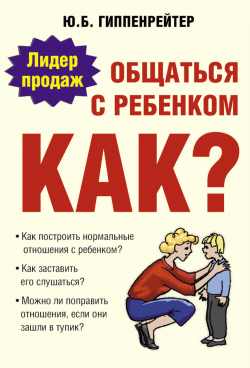 Ю.Б. ГИППЕНРЕЙТЕР
Лидер
продаж
ОБЩАТЬСЯ
С РЕБЕНКОМ
КАК?
• Как построить нормальные
отношения с ребенком?
• Как заставить
его слушаться?
• Можно ли поправить
отношения, если они
зашли в тупик?